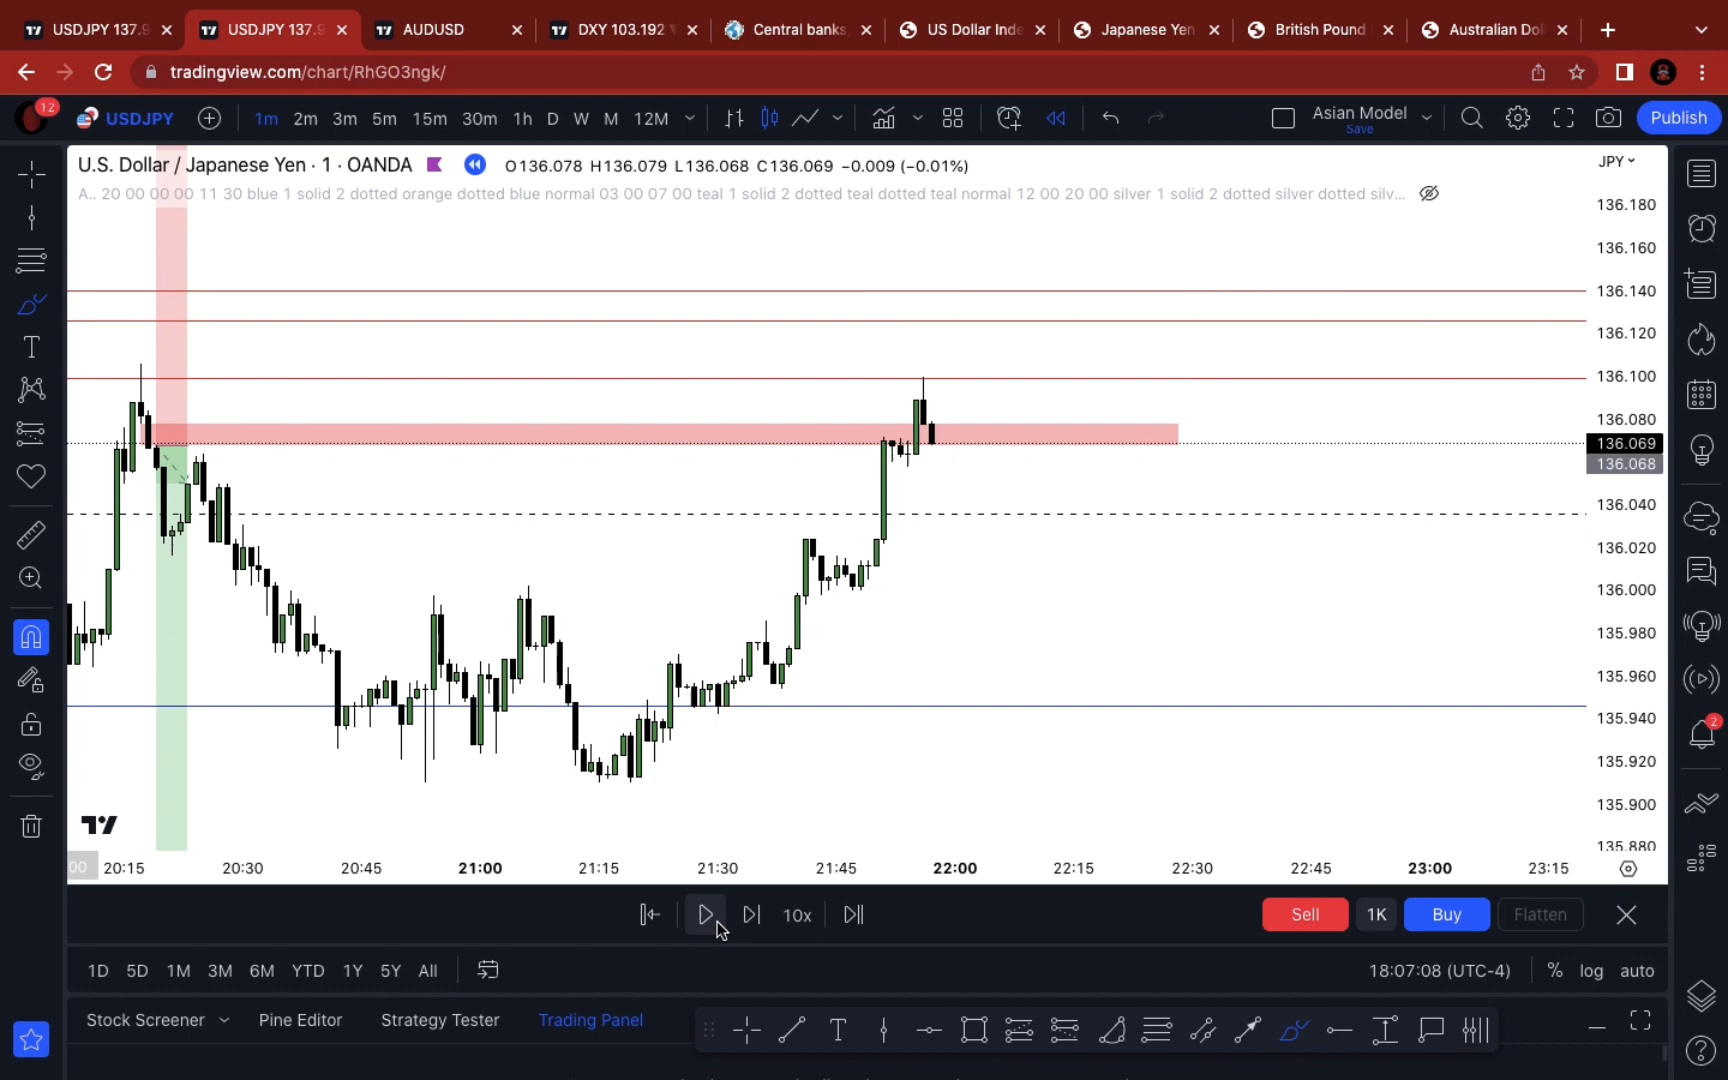 USDJPY 137.9
USDJPY 137.9
AUDUSD
DXY 103.192
Central banks,
US Dollar Inde
Japanese Yen
British Pound
Australian Dol
tradingview.com/chart/RhGO3ngk/
12
USDJPY
1m 2m 3m 5m 15m 30m 1h D W M 12M
Asian Model
Save
Publish
U.S. Dollar / Japanese Yen · 1 · OANDA
O136.078 H136.079 L136.068 C136.069 −0.009 (−0.01%)
JPY
A.. 20 00 00 00 11 30 blue 1 solid 2 dotted orange dotted blue normal 03 00 07 00 teal 1 solid 2 dotted teal dotted teal normal 12 00 20 00 silver 1 solid 2 dotted silver dotted silv...
136.180
136.160
136.140
136.120
136.100
136.080
136.069
136.068
136.040
136.020
136.000
135.980
135.960
135.940
135.920
135.900
135.880
2
00 20:15 20:30 20:45 21:00 21:15 21:30 21:45 22:00 22:15 22:30 22:45 23:00 23:15
10x
Sell 1K Buy Flatten
1D 5D 1M 3M 6M YTD 1Y 5Y All
18:07:08 (UTC-4) % log auto
Stock Screener Pine Editor Strategy Tester Trading Panel